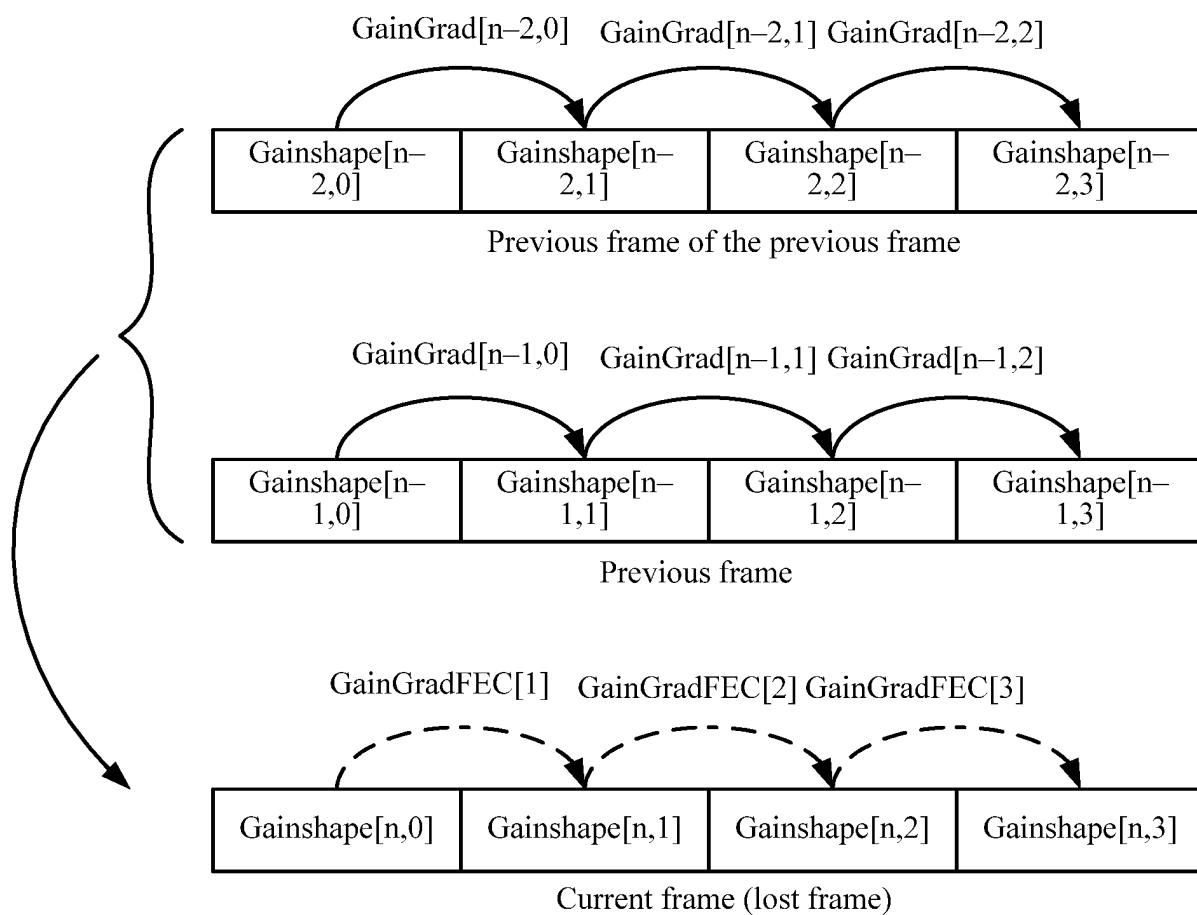 GainGrad[n–2,0] GainGrad[n–2,1] GainGrad[n–2,2]
Gainshape[n– Gainshape[n– Gainshape[n– Gainshape[n–
2,0] 2,1] 2,2] 2,3]
Previous frame of the previous frame
GainGrad[n–1,0] GainGrad[n–1,1] GainGrad[n–1,2]
Gainshape[n– Gainshape[n– Gainshape[n– Gainshape[n–
1,0] 1,1] 1,2] 1,3]
Previous frame
GainGradFEC[1] GainGradFEC[2] GainGradFEC[3]
Gainshape[n,0] Gainshape[n,1] Gainshape[n,2] Gainshape[n,3]
Current frame (lost frame)